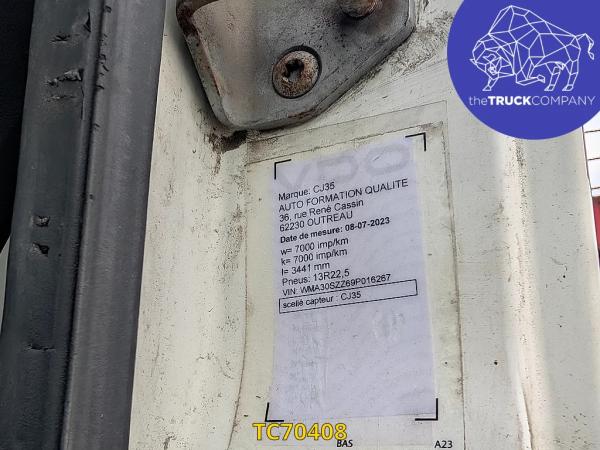 theTRUCKCOMPANY
VDO
Marque: CJ35
AUTO FORMATION QUALITE
36, rue René Cassin
62230 OUTREAU
Date de mesure: 08-07-2023
w= 7000 imp/km
k= 7000 imp/km
l= 3441 mm
Pneus: 13R22,5
VIN: WMA30SZZ69P016267
scellé capteur : CJ35
TC70408
BAS
A23